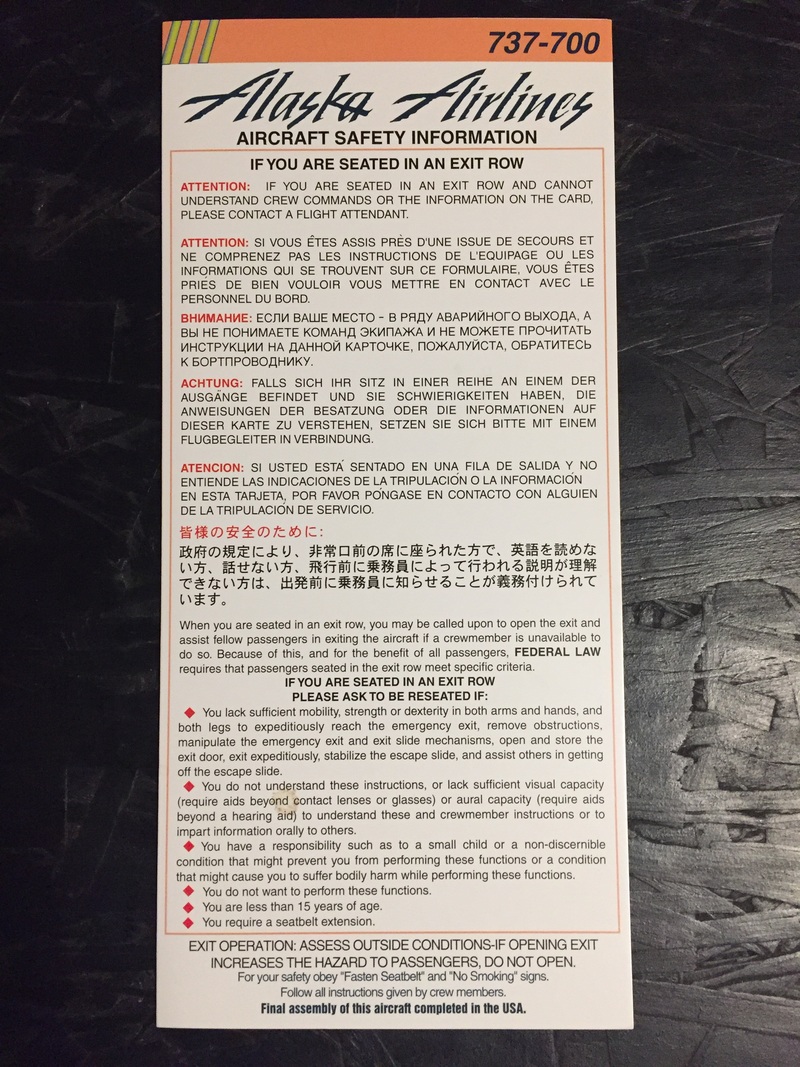 737-700
Alaska Airlines
AIRCRAFT SAFETY INFORMATION
IF YOU ARE SEATED IN AN EXIT ROW
ATTENTION: IF YOU ARE SEATED IN AN EXIT ROW AND CANNOT
UNDERSTAND CREW COMMANDS OR THE INFORMATION ON THE CARD,
PLEASE CONTACT A FLIGHT ATTENDANT.
ATTENTION: SI VOUS ÊTES ASSIS PRÈS D'UNE ISSUE DE SECOURS ET
NE COMPRENEZ PAS LES INSTRUCTIONS DE L'EQUIPAGE OU LES
INFORMATIONS QUI SE TROUVENT SUR CE FORMULAIRE, VOUS ÊTES
PRIÉS DE BIEN VOULOIR VOUS METTRE EN CONTACT AVEC LE
PERSONNEL DU BORD.
ВНИМАНИЕ: ЕСЛИ ВАШЕ МЕСТО - В РЯДУ АВАРИЙНОГО ВЫХОДА, А
ВЫ НЕ ПОНИМАЕТЕ КОМАНД ЭКИПАЖА И НЕ МОЖЕТЕ ПРОЧИТАТЬ
ИНСТРУКЦИИ НА ДАННОЙ КАРТОЧКЕ, ПОЖАЛУЙСТА, ОБРАТИТЕСЬ
К БОРТПРОВОДНИКУ.
ACHTUNG: FALLS SICH IHR SITZ IN EINER REIHE AN EINEM DER
AUSGÄNGE BEFINDET UND SIE SCHWIERIGKEITEN HABEN, DIE
ANWEISUNGEN DER BESATZUNG ODER DIE INFORMATIONEN AUF
DIESER KARTE ZU VERSTEHEN, SETZEN SIE SICH BITTE MIT EINEM
FLUGBEGLEITER IN VERBINDUNG.
ATENCION: SI USTED ESTÁ SENTADO EN UNA FILA DE SALIDA Y NO
ENTIENDE LAS INDICACIONES DE LA TRIPULACIÓN O LA INFORMACIÓN
EN ESTA TARJETA, POR FAVOR PÓNGASE EN CONTACTO CON ALGUIEN
DE LA TRIPULACIÓN DE SERVICIO.
皆様の安全のために:
政府の規定により、非常口前の席に座られた方で、英語を読めな
い方、話せない方、飛行前に乗務員によって行われる説明が理解
できない方は、出発前に乗務員に知らせることが義務付けられて
います。
When you are seated in an exit row, you may be called upon to open the exit and
assist fellow passengers in exiting the aircraft if a crewmember is unavailable to
do so. Because of this, and for the benefit of all passengers, FEDERAL LAW
requires that passengers seated in the exit row meet specific criteria.
IF YOU ARE SEATED IN AN EXIT ROW
PLEASE ASK TO BE RESEATED IF:
◆ You lack sufficient mobility, strength or dexterity in both arms and hands, and
both legs to expeditiously reach the emergency exit, remove obstructions,
manipulate the emergency exit and exit slide mechanisms, open and store the
exit door, exit expeditiously, stabilize the escape slide, and assist others in getting
off the escape slide.
◆ You do not understand these instructions, or lack sufficient visual capacity
(require aids beyond contact lenses or glasses) or aural capacity (require aids
beyond a hearing aid) to understand these and crewmember instructions or to
impart information orally to others.
◆ You have a responsibility such as to a small child or a non-discernible
condition that might prevent you from performing these functions or a condition
that might cause you to suffer bodily harm while performing these functions.
◆ You do not want to perform these functions.
◆ You are less than 15 years of age.
◆ You require a seatbelt extension.
EXIT OPERATION: ASSESS OUTSIDE CONDITIONS-IF OPENING EXIT
INCREASES THE HAZARD TO PASSENGERS, DO NOT OPEN.
For your safety obey "Fasten Seatbelt" and "No Smoking" signs.
Follow all instructions given by crew members.
Final assembly of this aircraft completed in the USA.